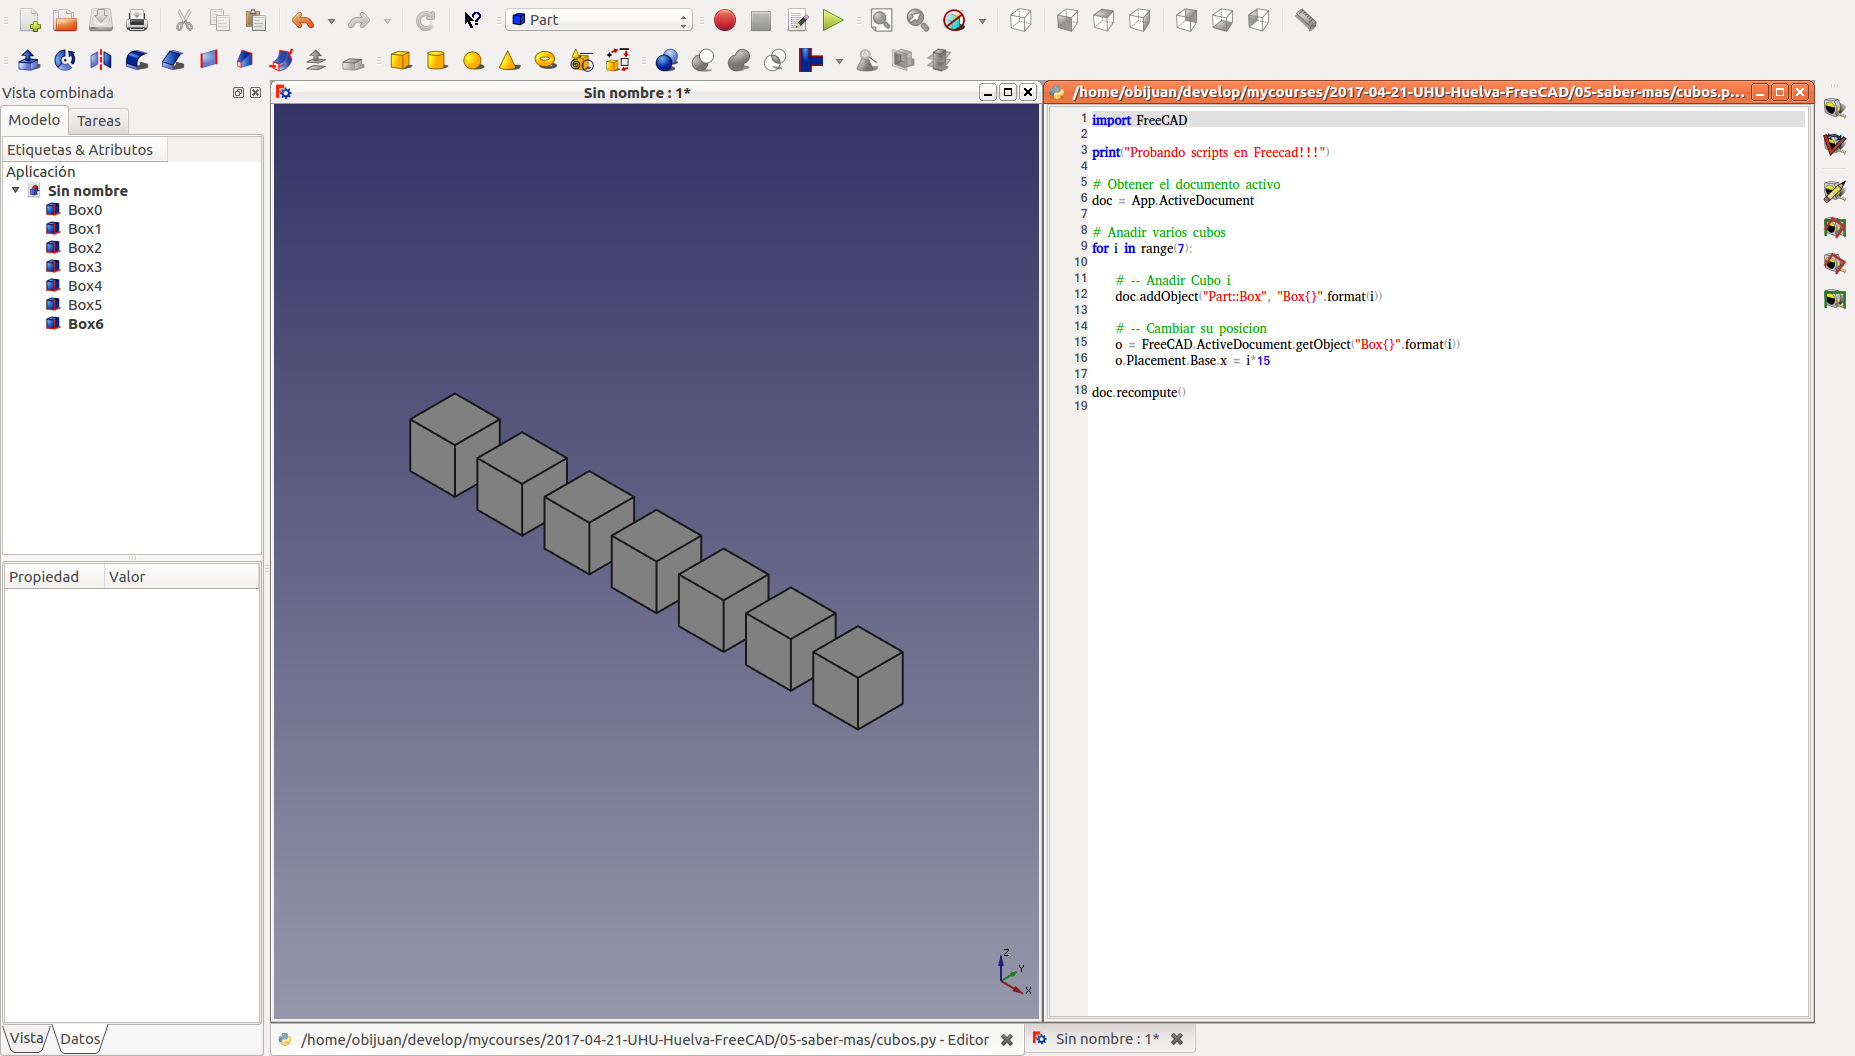 Part
Vista combinada
Modelo
Tareas
Etiquetas & Atributos
Aplicación
Sin nombre
Box0
Box1
Box2
Box3
Box4
Box5
Box6
Propiedad
Valor
Vista
Datos
Sin nombre : 1*
Z
Y
X
/home/obijuan/develop/mycourses/2017-04-21-UHU-Huelva-FreeCAD/05-saber-mas/cubos.p...
1 import FreeCAD
2
3 print("Probando scripts en Freecad!!!")
4
5 # Obtener el documento activo
6 doc = App.ActiveDocument
7
8 # Anadir varios cubos
9 for i in range(7):
10
11 # -- Anadir Cubo i
12 doc.addObject("Part::Box", "Box{}".format(i))
13
14 # -- Cambiar su posicion
15 o = FreeCAD.ActiveDocument.getObject("Box{}".format(i))
16 o.Placement.Base.x = i*15
17
18 doc.recompute()
19
/home/obijuan/develop/mycourses/2017-04-21-UHU-Huelva-FreeCAD/05-saber-mas/cubos.py - Editor
Sin nombre : 1*